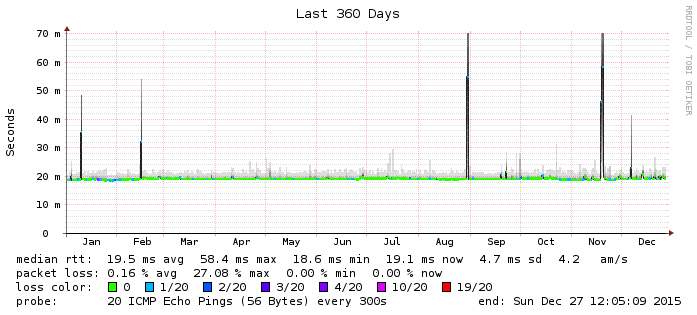 Last 360 Days
RRDTOOL / TOBI OETIKER
Seconds
70 m
60 m
50 m
40 m
30 m
20 m
10 m
0
Jan Feb Mar Apr May Jun Jul Aug Sep Oct Nov Dec
median rtt: 19.5 ms avg 58.4 ms max 18.6 ms min 19.1 ms now 4.7 ms sd 4.2 am/s
packet loss: 0.16 % avg 27.08 % max 0.00 % min 0.00 % now
loss color: 0 1/20 2/20 3/20 4/20 10/20 19/20
probe: 20 ICMP Echo Pings (56 Bytes) every 300s end: Sun Dec 27 12:05:09 2015